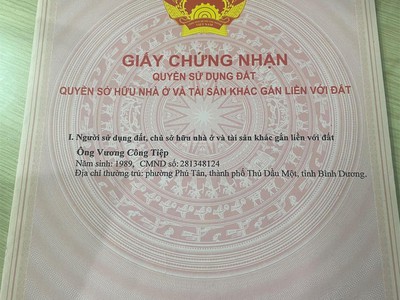 GIẤY CHỨNG NHẬN
QUYỀN SỬ DỤNG ĐẤT
QUYỀN SỞ HỮU NHÀ Ở VÀ TÀI SẢN KHÁC GẮN LIỀN VỚI ĐẤT
I. Người sử dụng đất, chủ sở hữu nhà ở và tài sản khác gắn liền với đất
Ông Vương Công Tiệp
Năm sinh: 1989, CMND số: 281348124
Địa chỉ thường trú: phường Phú Tân, thành phố Thủ Dầu Một, tỉnh Bình Dương.